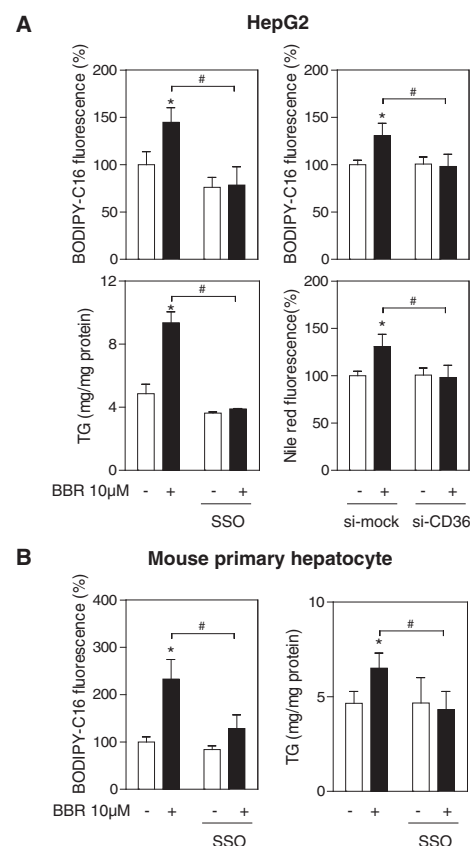 A
HepG2
BODIPY-C16 fluorescence (%)
200
150
100
50
0
*
#
BODIPY-C16 fluorescence (%)
200
150
100
50
0
*
#
TG (mg/mg protein)
12
8
4
0
*
#
Nile red fluorescence(%)
200
150
100
50
0
*
#
BBR 10µM
- + - +
SSO
- + - +
si-mock si-CD36
B
Mouse primary hepatocyte
BODIPY-C16 fluorescence (%)
400
300
200
100
0
*
#
TG (mg/mg protein)
10
5
0
*
#
BBR 10µM
- + - +
SSO
- + - +
SSO